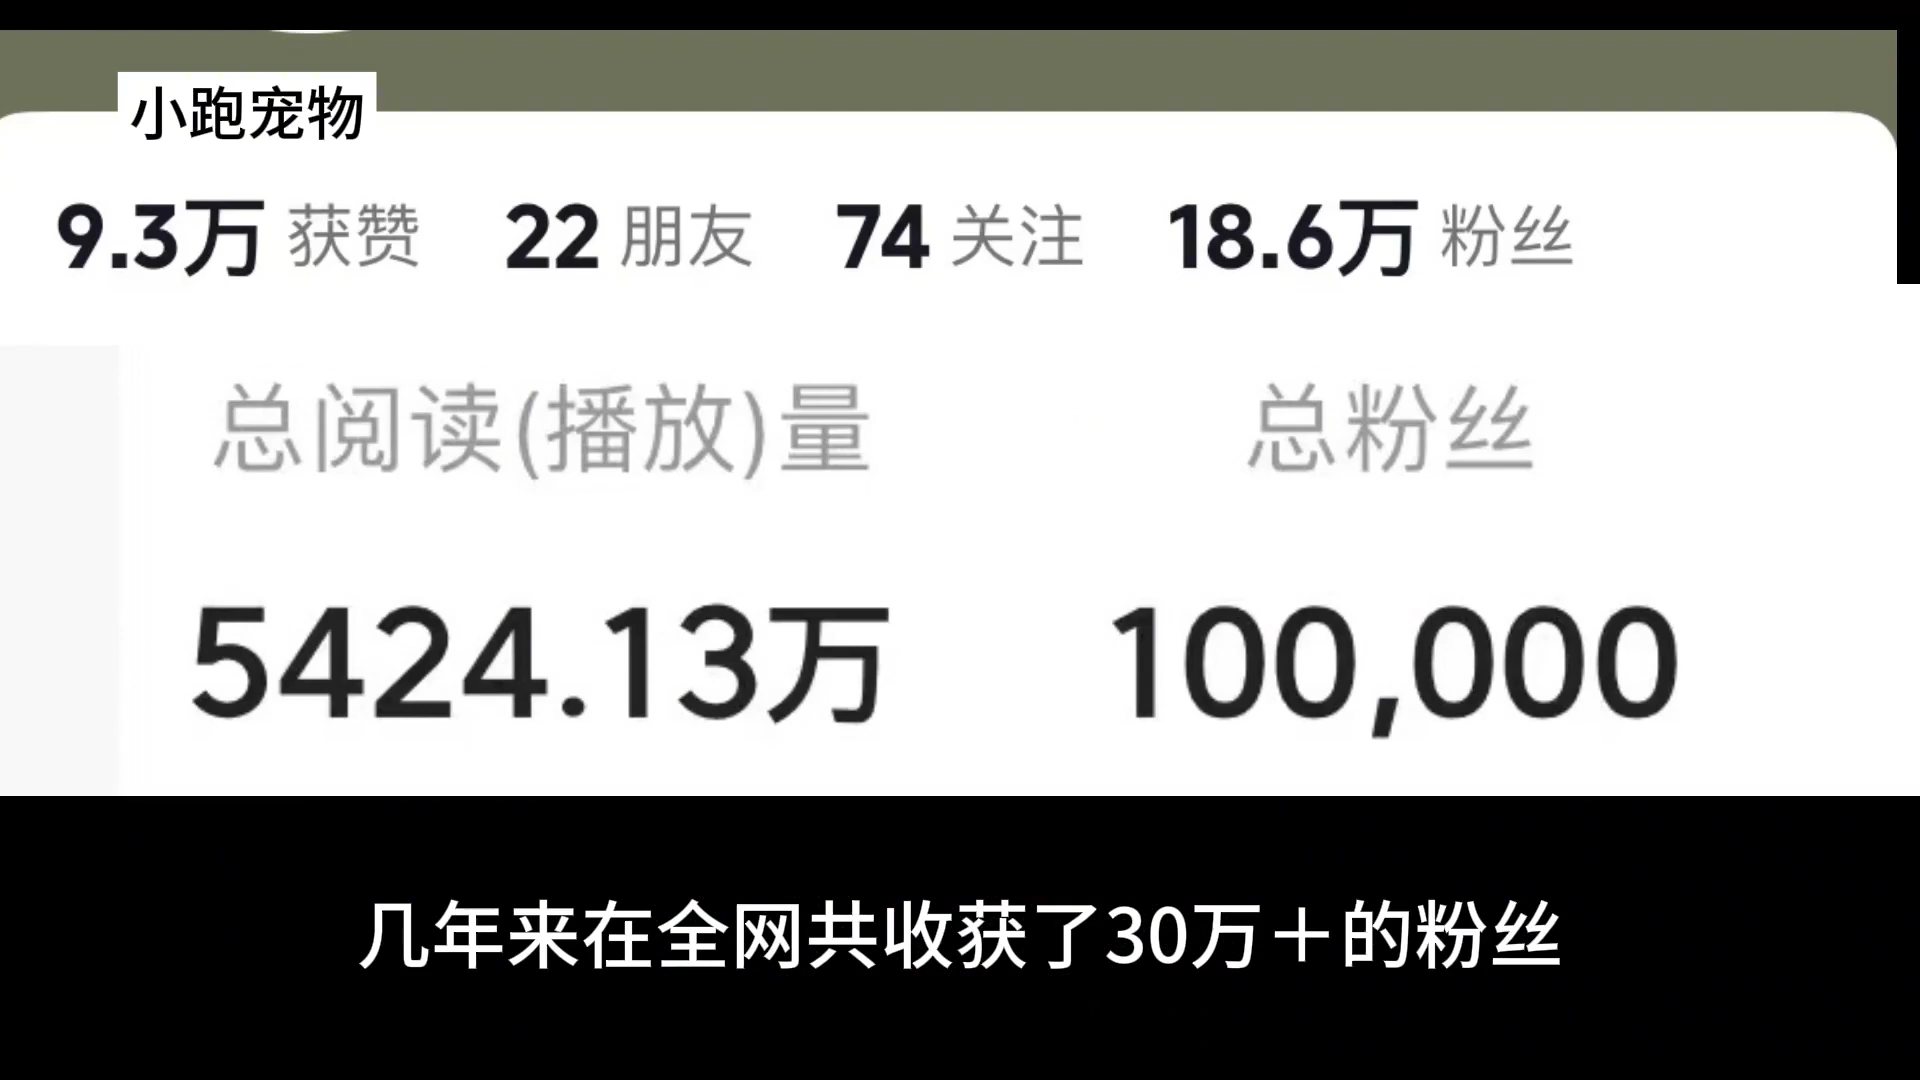 小跑宠物
9.3万 获赞 22 朋友 74 关注 18.6万 粉丝
总阅读(播放)量 总粉丝
5424.13万 100,000
几年来在全网共收获了30万＋的粉丝